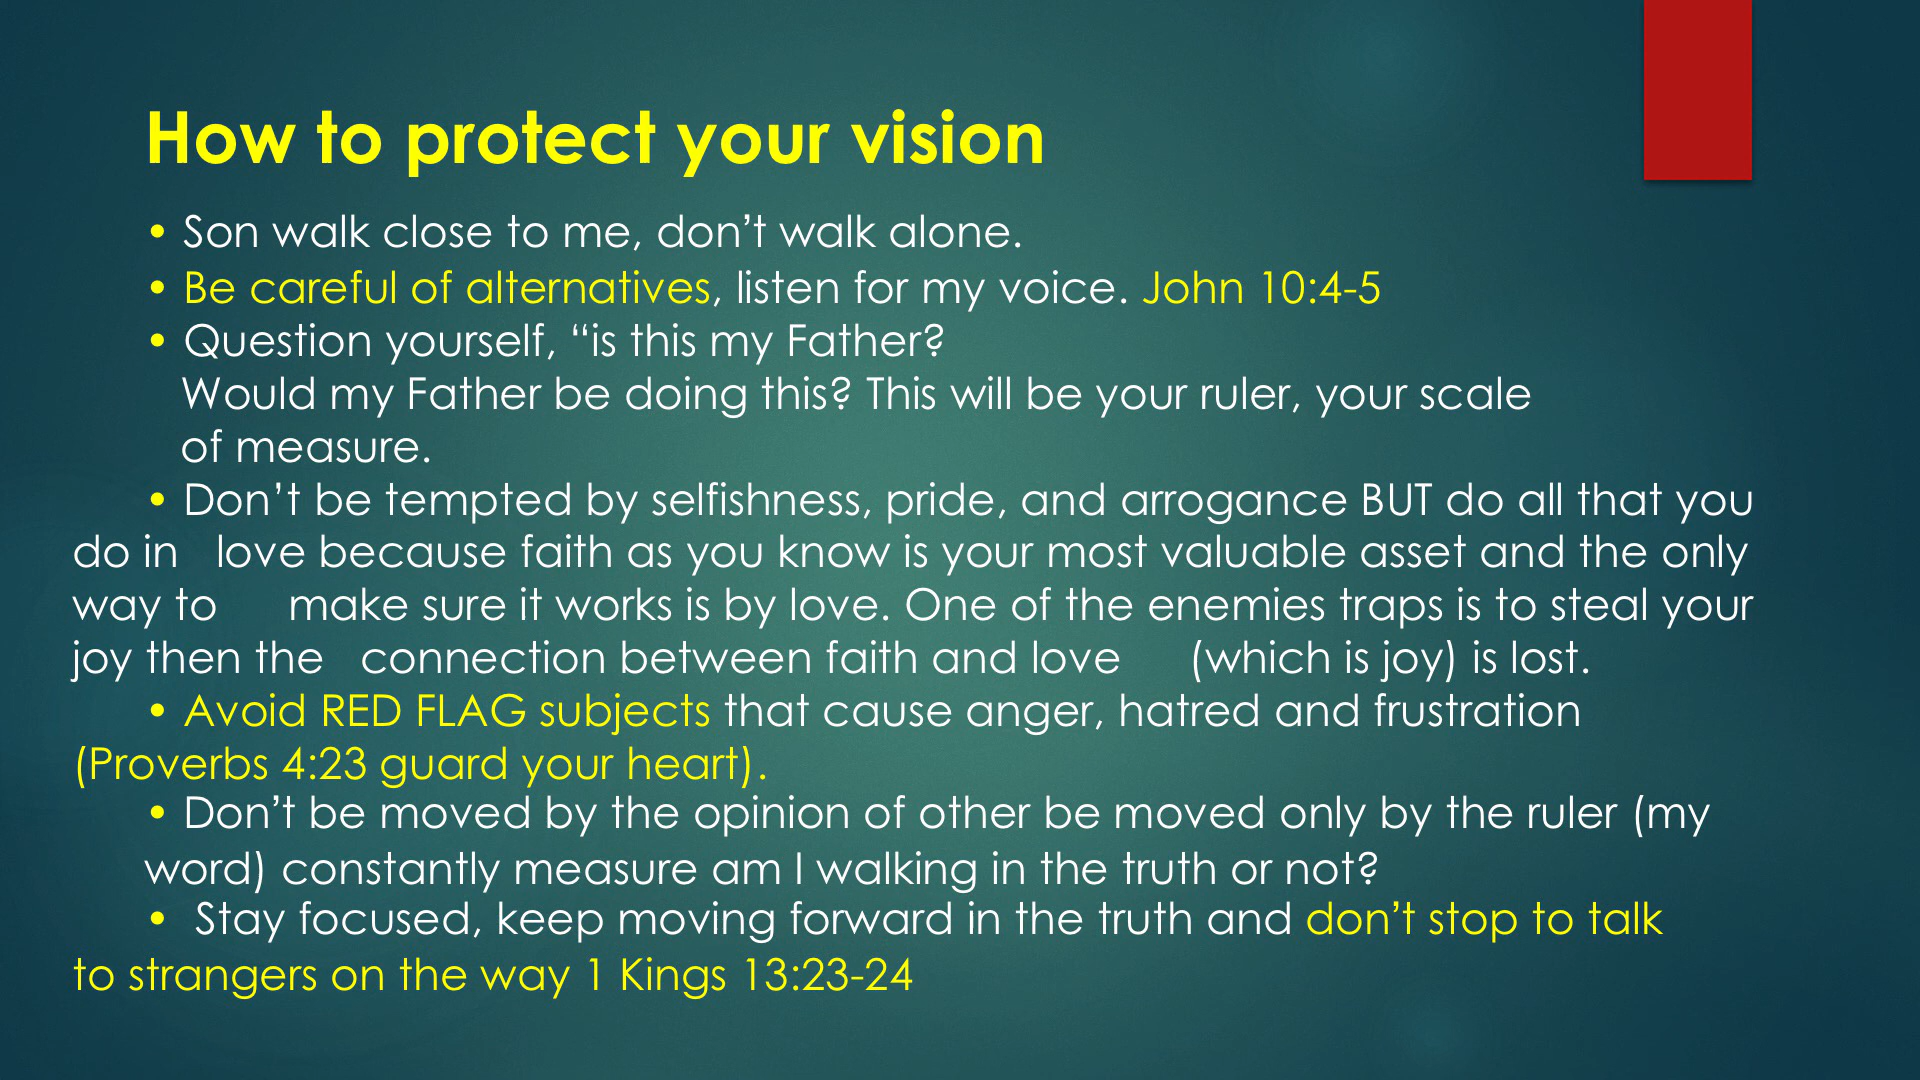 How to protect your vision
• Son walk close to me, don’t walk alone.
• Be careful of alternatives, listen for my voice. John 10:4-5
• Question yourself, “is this my Father?
Would my Father be doing this? This will be your ruler, your scale
of measure.
• Don’t be tempted by selfishness, pride, and arrogance BUT do all that you
do in love because faith as you know is your most valuable asset and the only
way to make sure it works is by love. One of the enemies traps is to steal your
joy then the connection between faith and love (which is joy) is lost.
• Avoid RED FLAG subjects that cause anger, hatred and frustration
(Proverbs 4:23 guard your heart).
• Don’t be moved by the opinion of other be moved only by the ruler (my
word) constantly measure am I walking in the truth or not?
• Stay focused, keep moving forward in the truth and don’t stop to talk
to strangers on the way 1 Kings 13:23-24